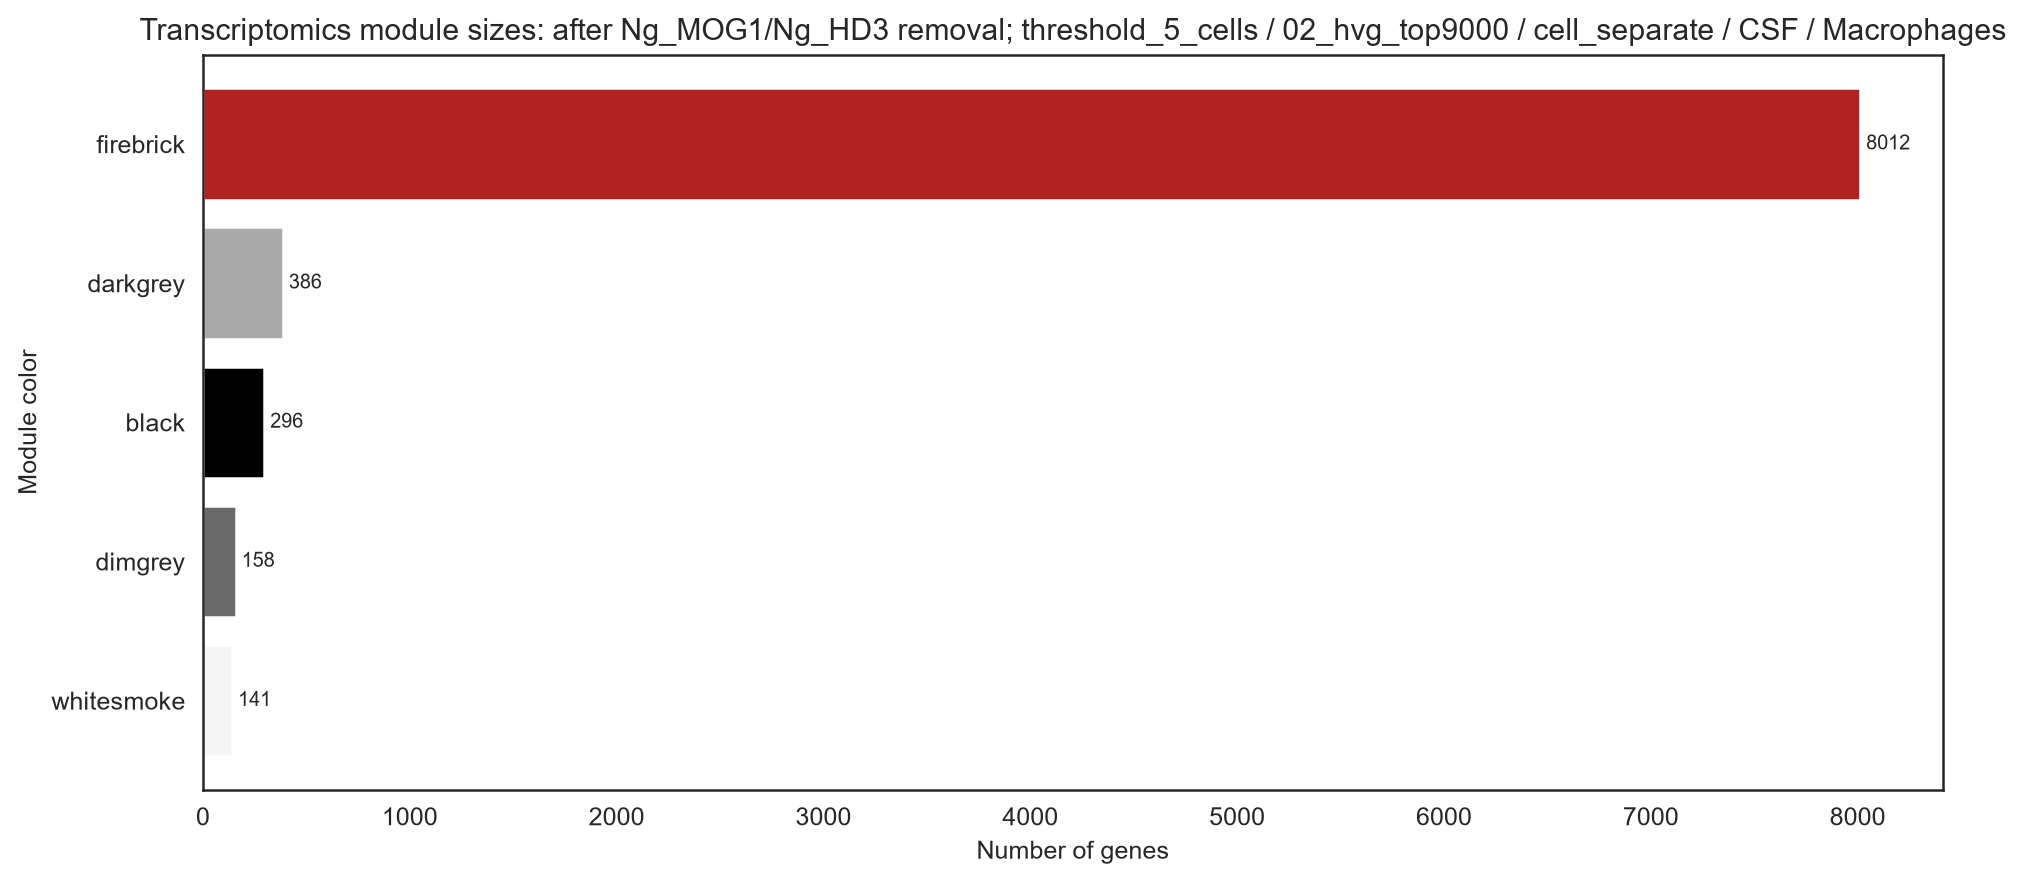 Transcriptomics module sizes: after Ng_MOG1/Ng_HD3 removal; threshold_5_cells / 02_hvg_top9000 / cell_separate / CSF / Macrophages
firebrick
8012
darkgrey
386
black
296
dimgrey
158
whitesmoke
141
Module color
0 1000 2000 3000 4000 5000 6000 7000 8000
Number of genes